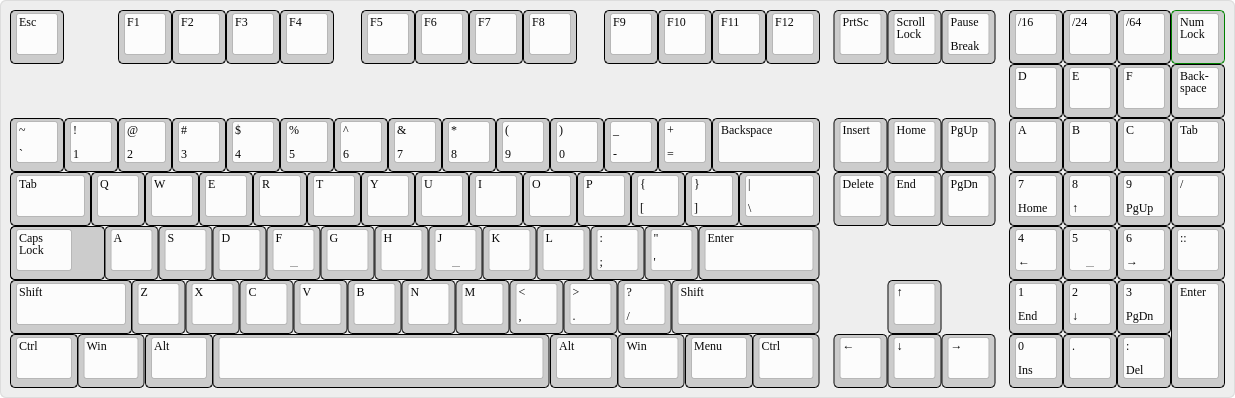 Esc F1 F2 F3 F4 F5 F6 F7 F8 F9 F10 F11 F12 PrtSc Scroll Lock Pause Break /16 /24 /64 Num Lock
D E F Back-space
~ ` ! 1 @ 2 # 3 $ 4 % 5 ^ 6 & 7 * 8 ( 9 ) 0 _ - + = Backspace Insert Home PgUp A B C Tab
Tab Q W E R T Y U I O P { [ } ] | \ Delete End PgDn 7 Home 8 ↑ 9 PgUp /
Caps Lock A S D F _ G H J _ K L : ; " ' Enter 4 ← 5 _ 6 → ::
Shift Z X C V B N M < , > . ? / Shift ↑ 1 End 2 ↓ 3 PgDn Enter
Ctrl Win Alt Alt Win Menu Ctrl ← ↓ → 0 Ins . : Del